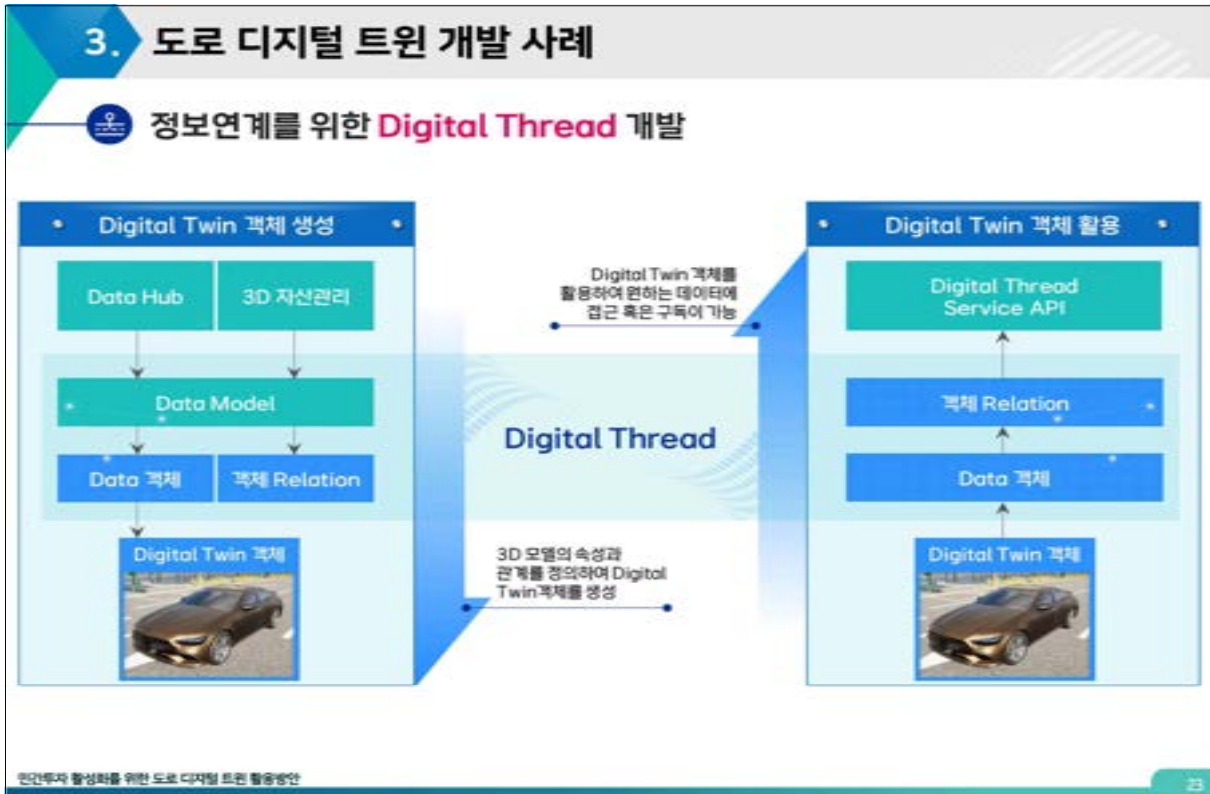 3. 도로 디지털 트윈 개발 사례
정보연계를 위한 Digital Thread 개발
Digital Twin 객체 생성
Data Hub
3D 자산관리
Data Model
Data 객체
객체 Relation
Digital Twin 객체
Digital Twin 객체를
활용하여 원하는 데이터에
접근 혹은 구독이 가능
Digital Thread
3D 모델의 속성과
관계를 정의하여 Digital
Twin객체를 생성
Digital Twin 객체 활용
Digital Thread
Service API
객체 Relation
Data 객체
Digital Twin 객체
민간투자 활성화를 위한 도로 디지털 트윈 활용방안
23